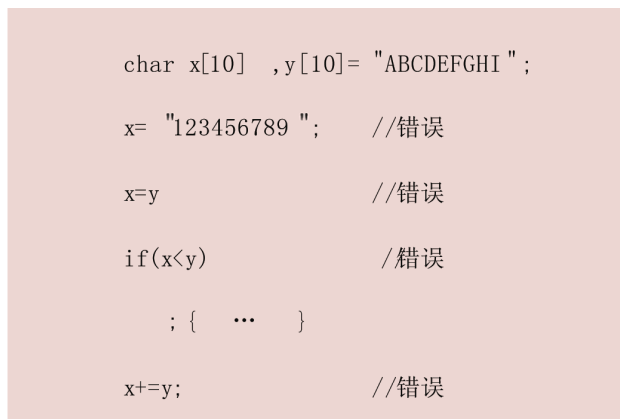 char x[10] ,y[10]= "ABCDEFGHI";
x= "123456789 "; //错误
x=y //错误
if(x<y) /错误
;{ … }
x+=y; //错误